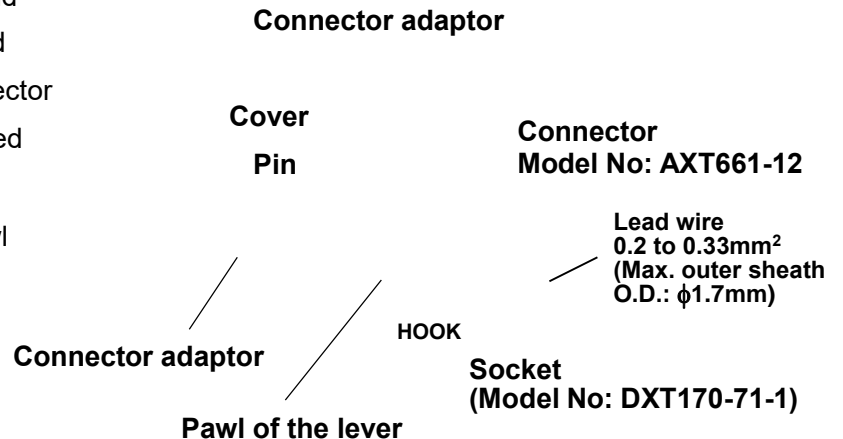 Connector adaptor
Cover
Pin
Connector
Model No: AXT661-12
Lead wire
0.2 to 0.33mm²
(Max. outer sheath
O.D.: ϕ1.7mm)
HOOK
Connector adaptor
Socket
(Model No: DXT170-71-1)
Pawl of the lever